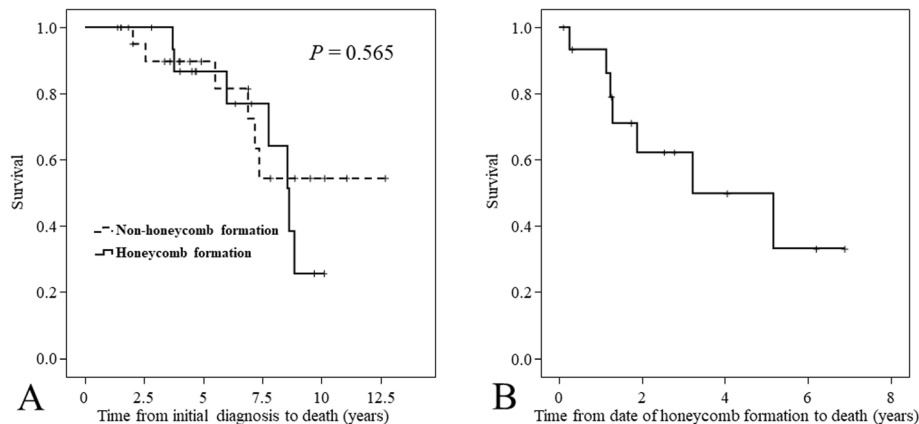 1.0
0.8
0.6
0.4
0.2
0.0
Survival
P = 0.565
Non-honeycomb formation
Honeycomb formation
0 2.5 5 7.5 10 12.5
A
Time from initial diagnosis to death (years)
1.0
0.8
0.6
0.4
0.2
0.0
Survival
0 2 4 6 8
B
Time from date of honeycomb formation to death (years)